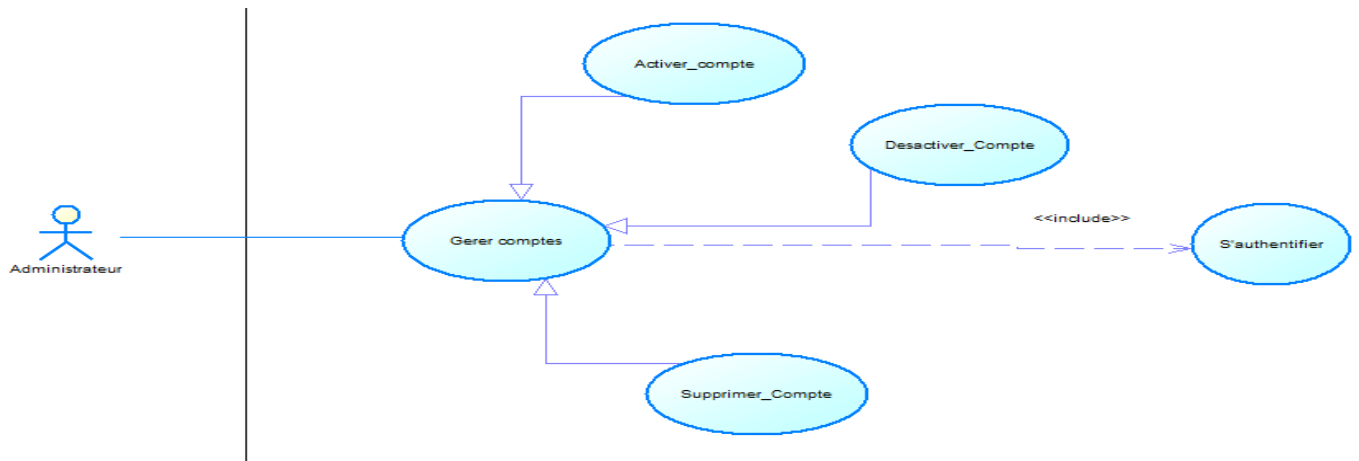 Activer_compte
Desactiver_Compte
<<include>>
Gerer comptes
S'authentifier
Administrateur
Supprimer_Compte